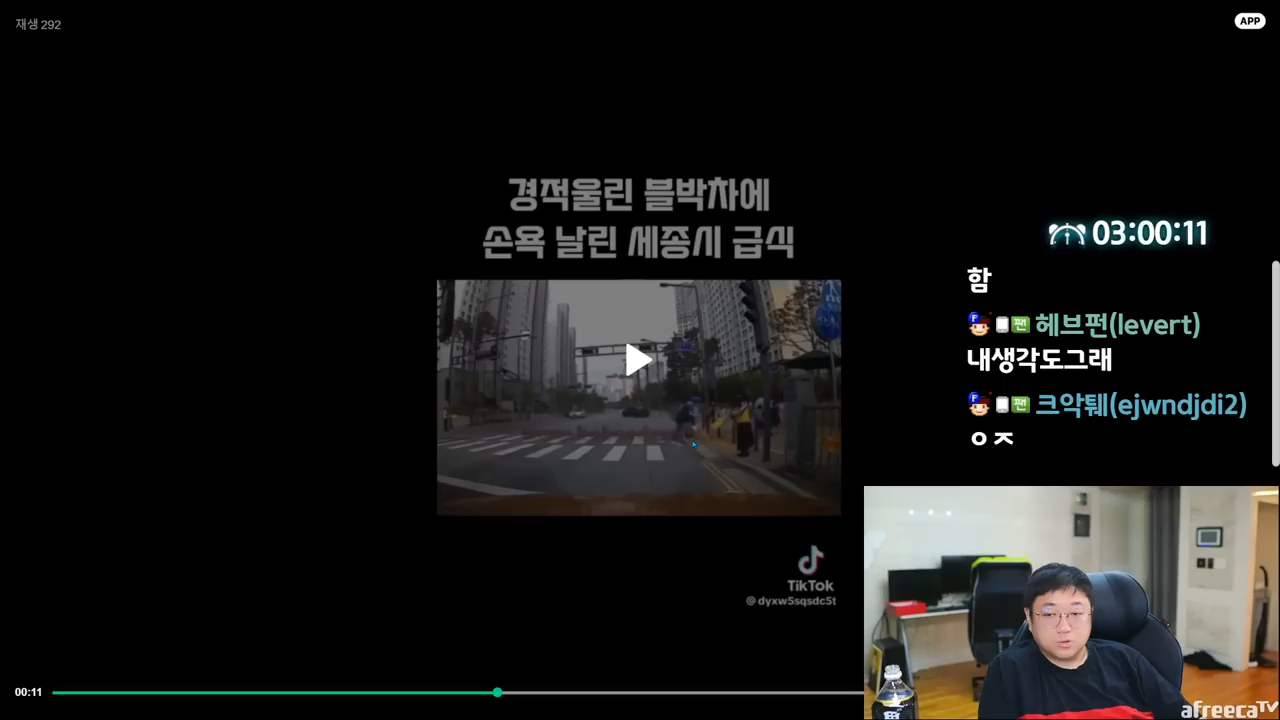 재생 292
APP
경적울린 블박차에
손욕 날린 세종시 급식
03:00:11
함
F 팬 헤브펀(levert)
내생각도그래
F 팬 크악퉤(ejwndjdi2)
ㅇㅈ
TikTok
@dyxw5sqsdc5t
00:11
afreecaTV